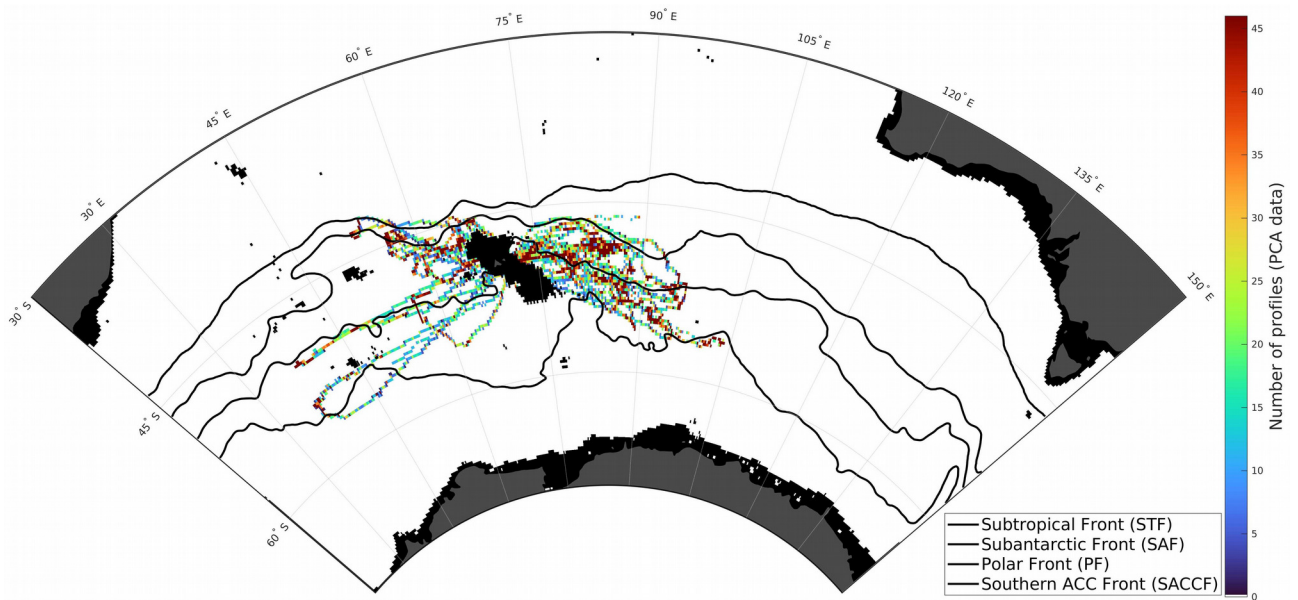 75° E
90° E
60° E
105° E
45° E
120° E
30° E
135° E
150° E
30° S
45° S
60° S
45
40
35
30
25
20
15
10
5
0
Number of profiles (PCA data)
Subtropical Front (STF)
Subantarctic Front (SAF)
Polar Front (PF)
Southern ACC Front (SACCF)